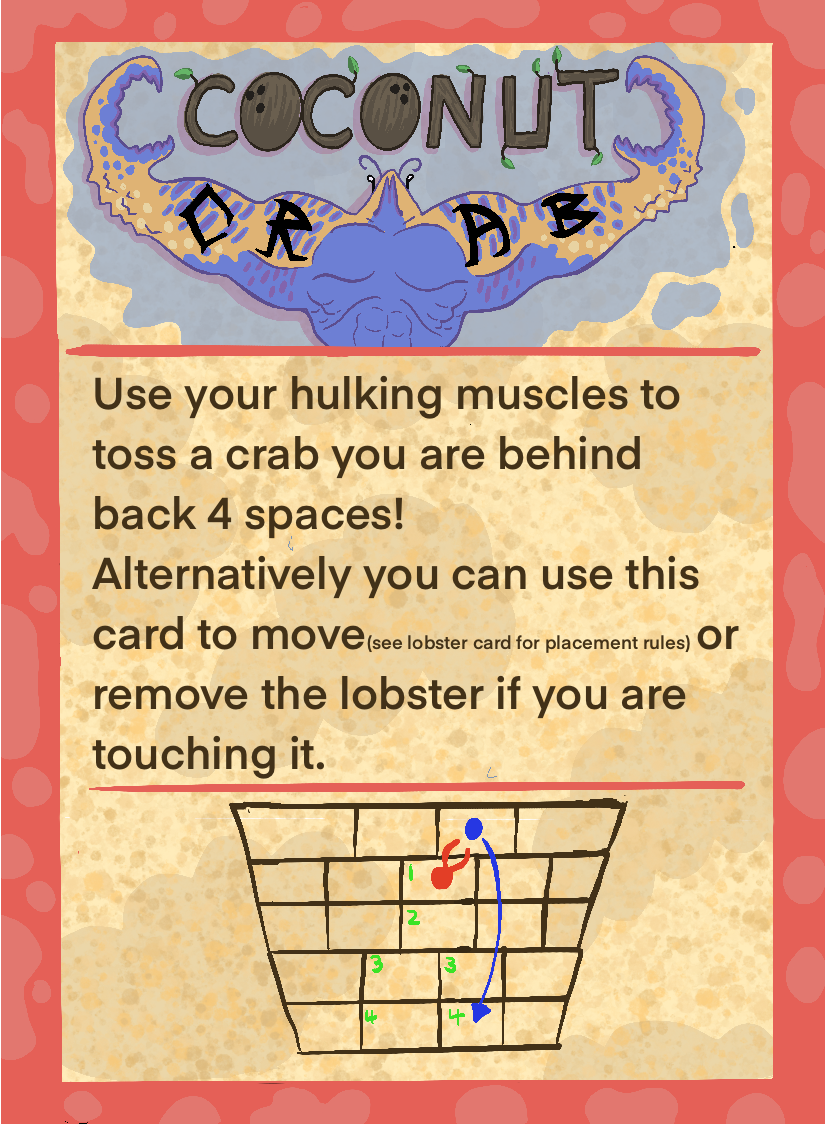 COCONUT
CRAB
Use your hulking muscles to
toss a crab you are behind
back 4 spaces!
Alternatively you can use this
card to move(see lobster card for placement rules) or
remove the lobster if you are
touching it.
1
2
3 3
4 4